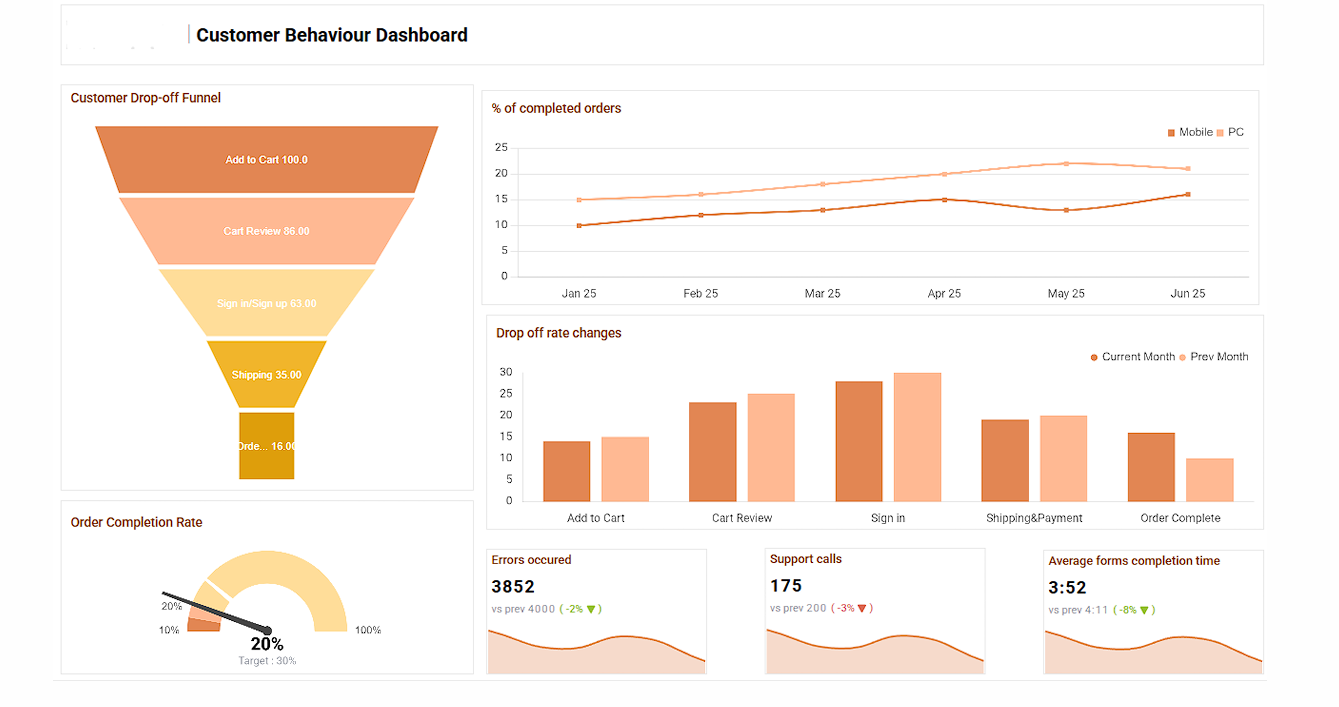 Customer Behaviour Dashboard
Customer Drop-off Funnel
Add to Cart 100.0
Cart Review 86.00
Sign in/Sign up 63.00
Shipping 35.00
Orde... 16.00
% of completed orders
Mobile PC
25
20
15
10
5
0
Jan 25 Feb 25 Mar 25 Apr 25 May 25 Jun 25
Drop off rate changes
Current Month Prev Month
30
25
20
15
10
5
0
Add to Cart Cart Review Sign in Shipping&Payment Order Complete
Order Completion Rate
20%
10% 100%
20%
Target : 30%
Errors occured
3852
vs prev 4000 ( -2% ▼ )
Support calls
175
vs prev 200 ( -3% ▼ )
Average forms completion time
3:52
vs prev 4:11 ( -8% ▼ )